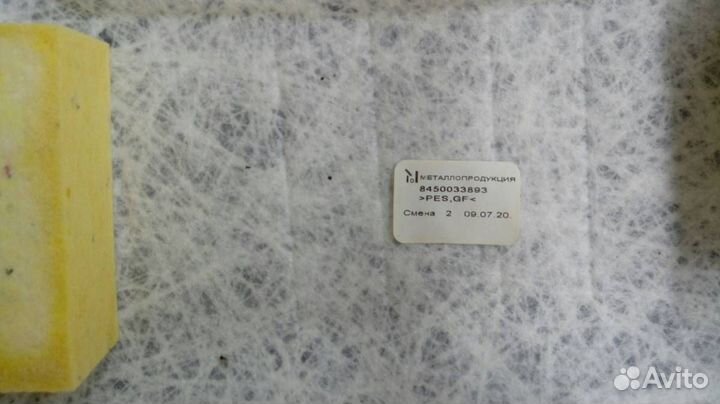 МЕТАЛЛОПРОДУКЦИЯ
8450033893
>PES,GF<
Смена 2 09.07.20.
Avito